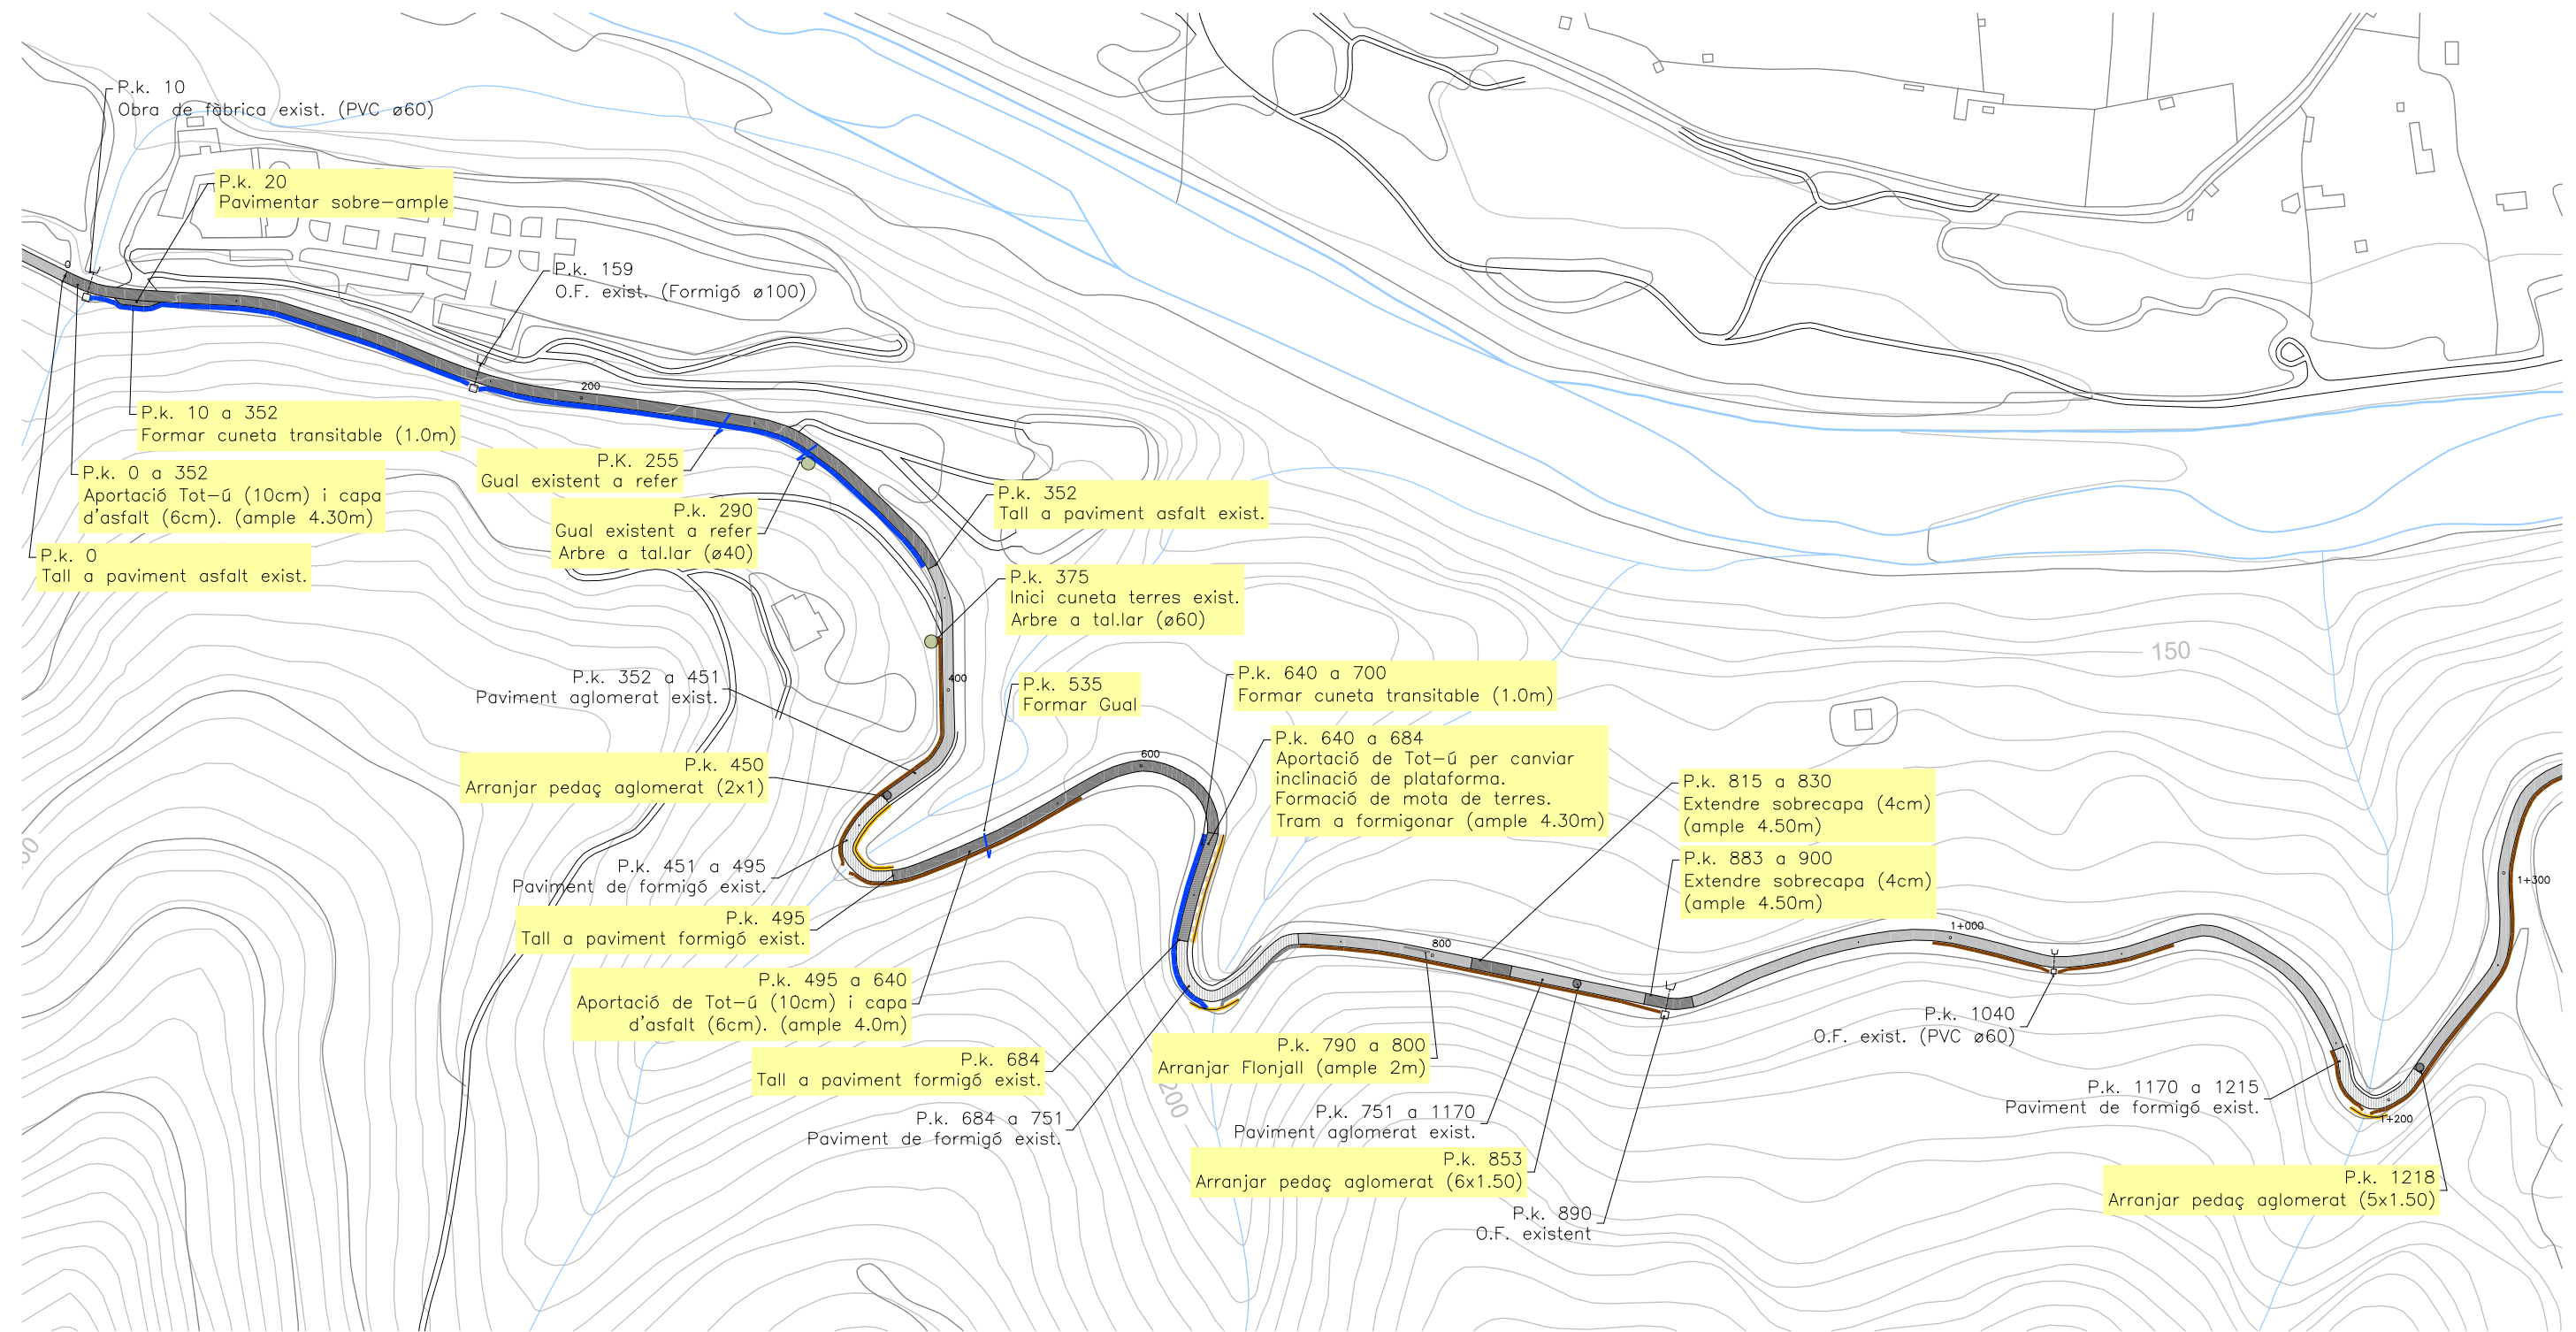 P.k. 10
Obra de fàbrica exist. (PVC ø60)
P.k. 20
Pavimentar sobre-ample
0
P.k. 159
O.F. exist. (Formigó ø100)
200
P.k. 10 a 352
Formar cuneta transitable (1.0m)
P.K. 255
Gual existent a refer
P.k. 0 a 352
Aportació Tot-ú (10cm) i capa
d'asfalt (6cm). (ample 4.30m)
P.k. 290
Gual existent a refer
Arbre a tal.lar (ø40)
P.k. 352
Tall a paviment asfalt exist.
P.k. 0
Tall a paviment asfalt exist.
P.k. 375
Inici cuneta terres exist.
Arbre a tal.lar (ø60)
150
P.k. 352 a 451
Paviment aglomerat exist.
400
P.k. 535
Formar Gual
P.k. 640 a 700
Formar cuneta transitable (1.0m)
P.k. 640 a 684
Aportació de Tot-ú per canviar
inclinació de plataforma.
Formació de mota de terres.
Tram a formigonar (ample 4.30m)
P.k. 450
Arranjar pedaç aglomerat (2x1)
600
P.k. 815 a 830
Extendre sobrecapa (4cm)
(ample 4.50m)
P.k. 883 a 900
Extendre sobrecapa (4cm)
(ample 4.50m)
P.k. 451 a 495
Paviment de formigó exist.
1+300
P.k. 495
Tall a paviment formigó exist.
800
1+000
P.k. 495 a 640
Aportació de Tot-ú (10cm) i capa
d'asfalt (6cm). (ample 4.0m)
P.k. 1040
O.F. exist. (PVC ø60)
P.k. 790 a 800
Arranjar Flonjall (ample 2m)
P.k. 684
Tall a paviment formigó exist.
200
P.k. 1170 a 1215
Paviment de formigó exist.
1+200
P.k. 684 a 751
Paviment de formigó exist.
P.k. 751 a 1170
Paviment aglomerat exist.
P.k. 853
Arranjar pedaç aglomerat (6x1.50)
P.k. 1218
Arranjar pedaç aglomerat (5x1.50)
P.k. 890
O.F. existent